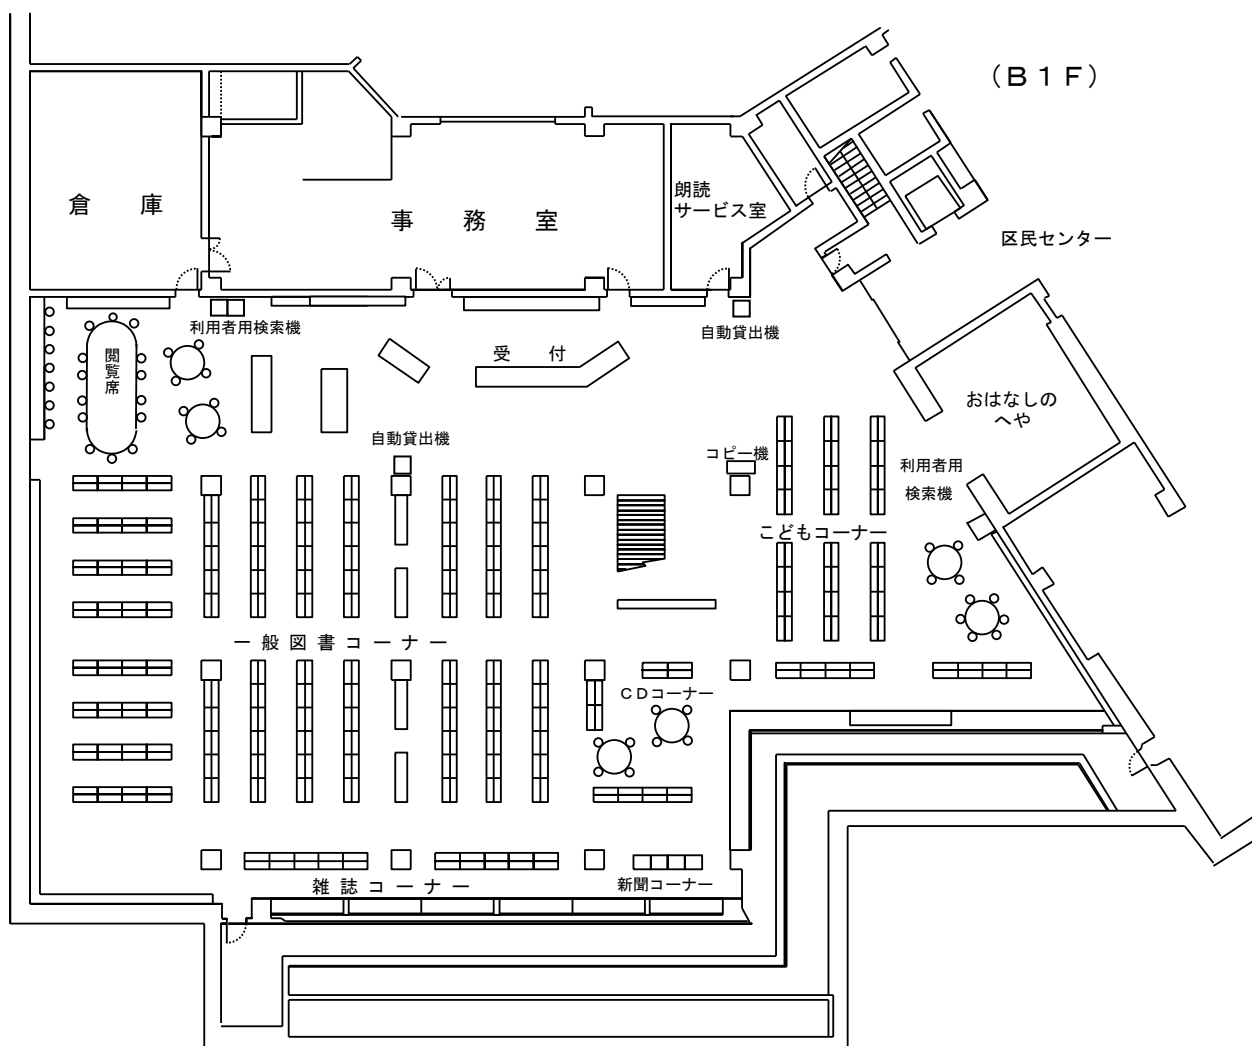 (B1F)
倉庫
事務室
朗読
サービス室
区民センター
利用者用検索機
自動貸出機
受付
閲覧席
おはなしの
へや
自動貸出機
コピー機
利用者用
検索機
こどもコーナー
一般図書コーナー
CDコーナー
雑誌コーナー
新聞コーナー